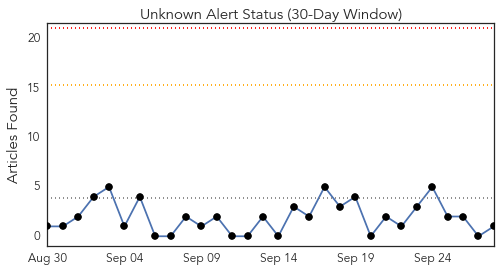 Unknown Alert Status (30-Day Window)
Articles Found
20
15
10
5
0
Aug 30 Sep 04 Sep 09 Sep 14 Sep 19 Sep 24